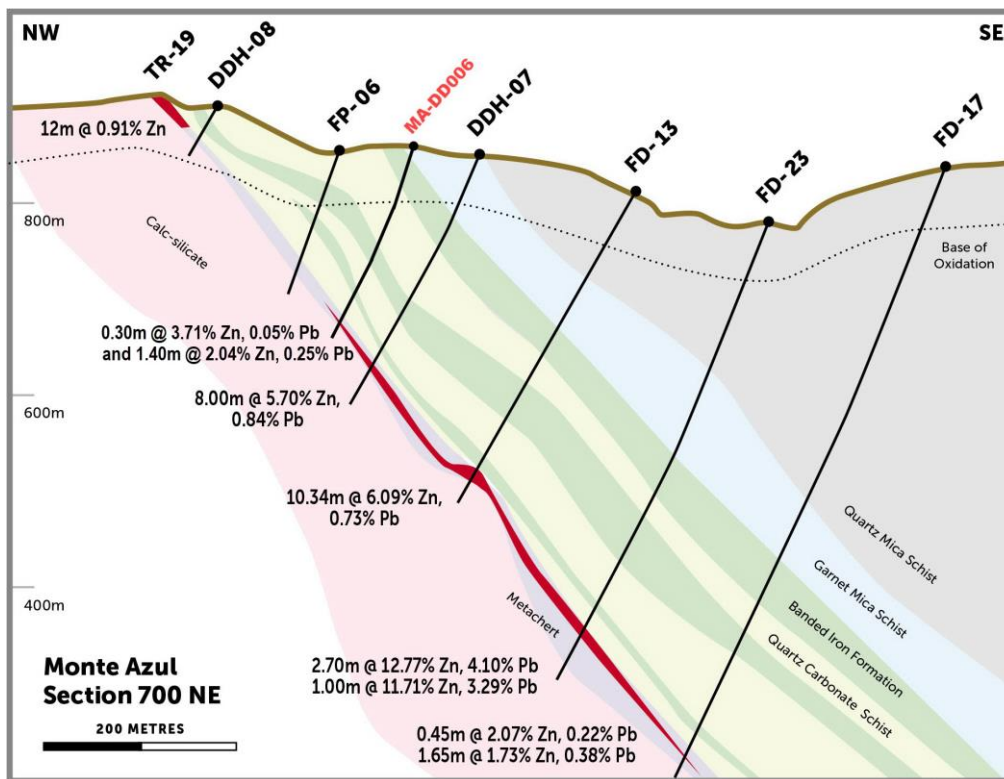 NW
SE
TR-19
DDH-08
FP-06
MA-DD006
DDH-07
FD-13
FD-23
FD-17
12m @ 0.91% Zn
800m
Calc-silicate
Base of
Oxidation
0.30m @ 3.71% Zn, 0.05% Pb
and 1.40m @ 2.04% Zn, 0.25% Pb
8.00m @ 5.70% Zn,
0.84% Pb
600m
10.34m @ 6.09% Zn,
0.73% Pb
Quartz Mica Schist
Garnet Mica Schist
Banded Iron Formation
Quartz Carbonate Schist
Metachert
400m
2.70m @ 12.77% Zn, 4.10% Pb
1.00m @ 11.71% Zn, 3.29% Pb
0.45m @ 2.07% Zn, 0.22% Pb
1.65m @ 1.73% Zn, 0.38% Pb
Monte Azul
Section 700 NE
200 METRES